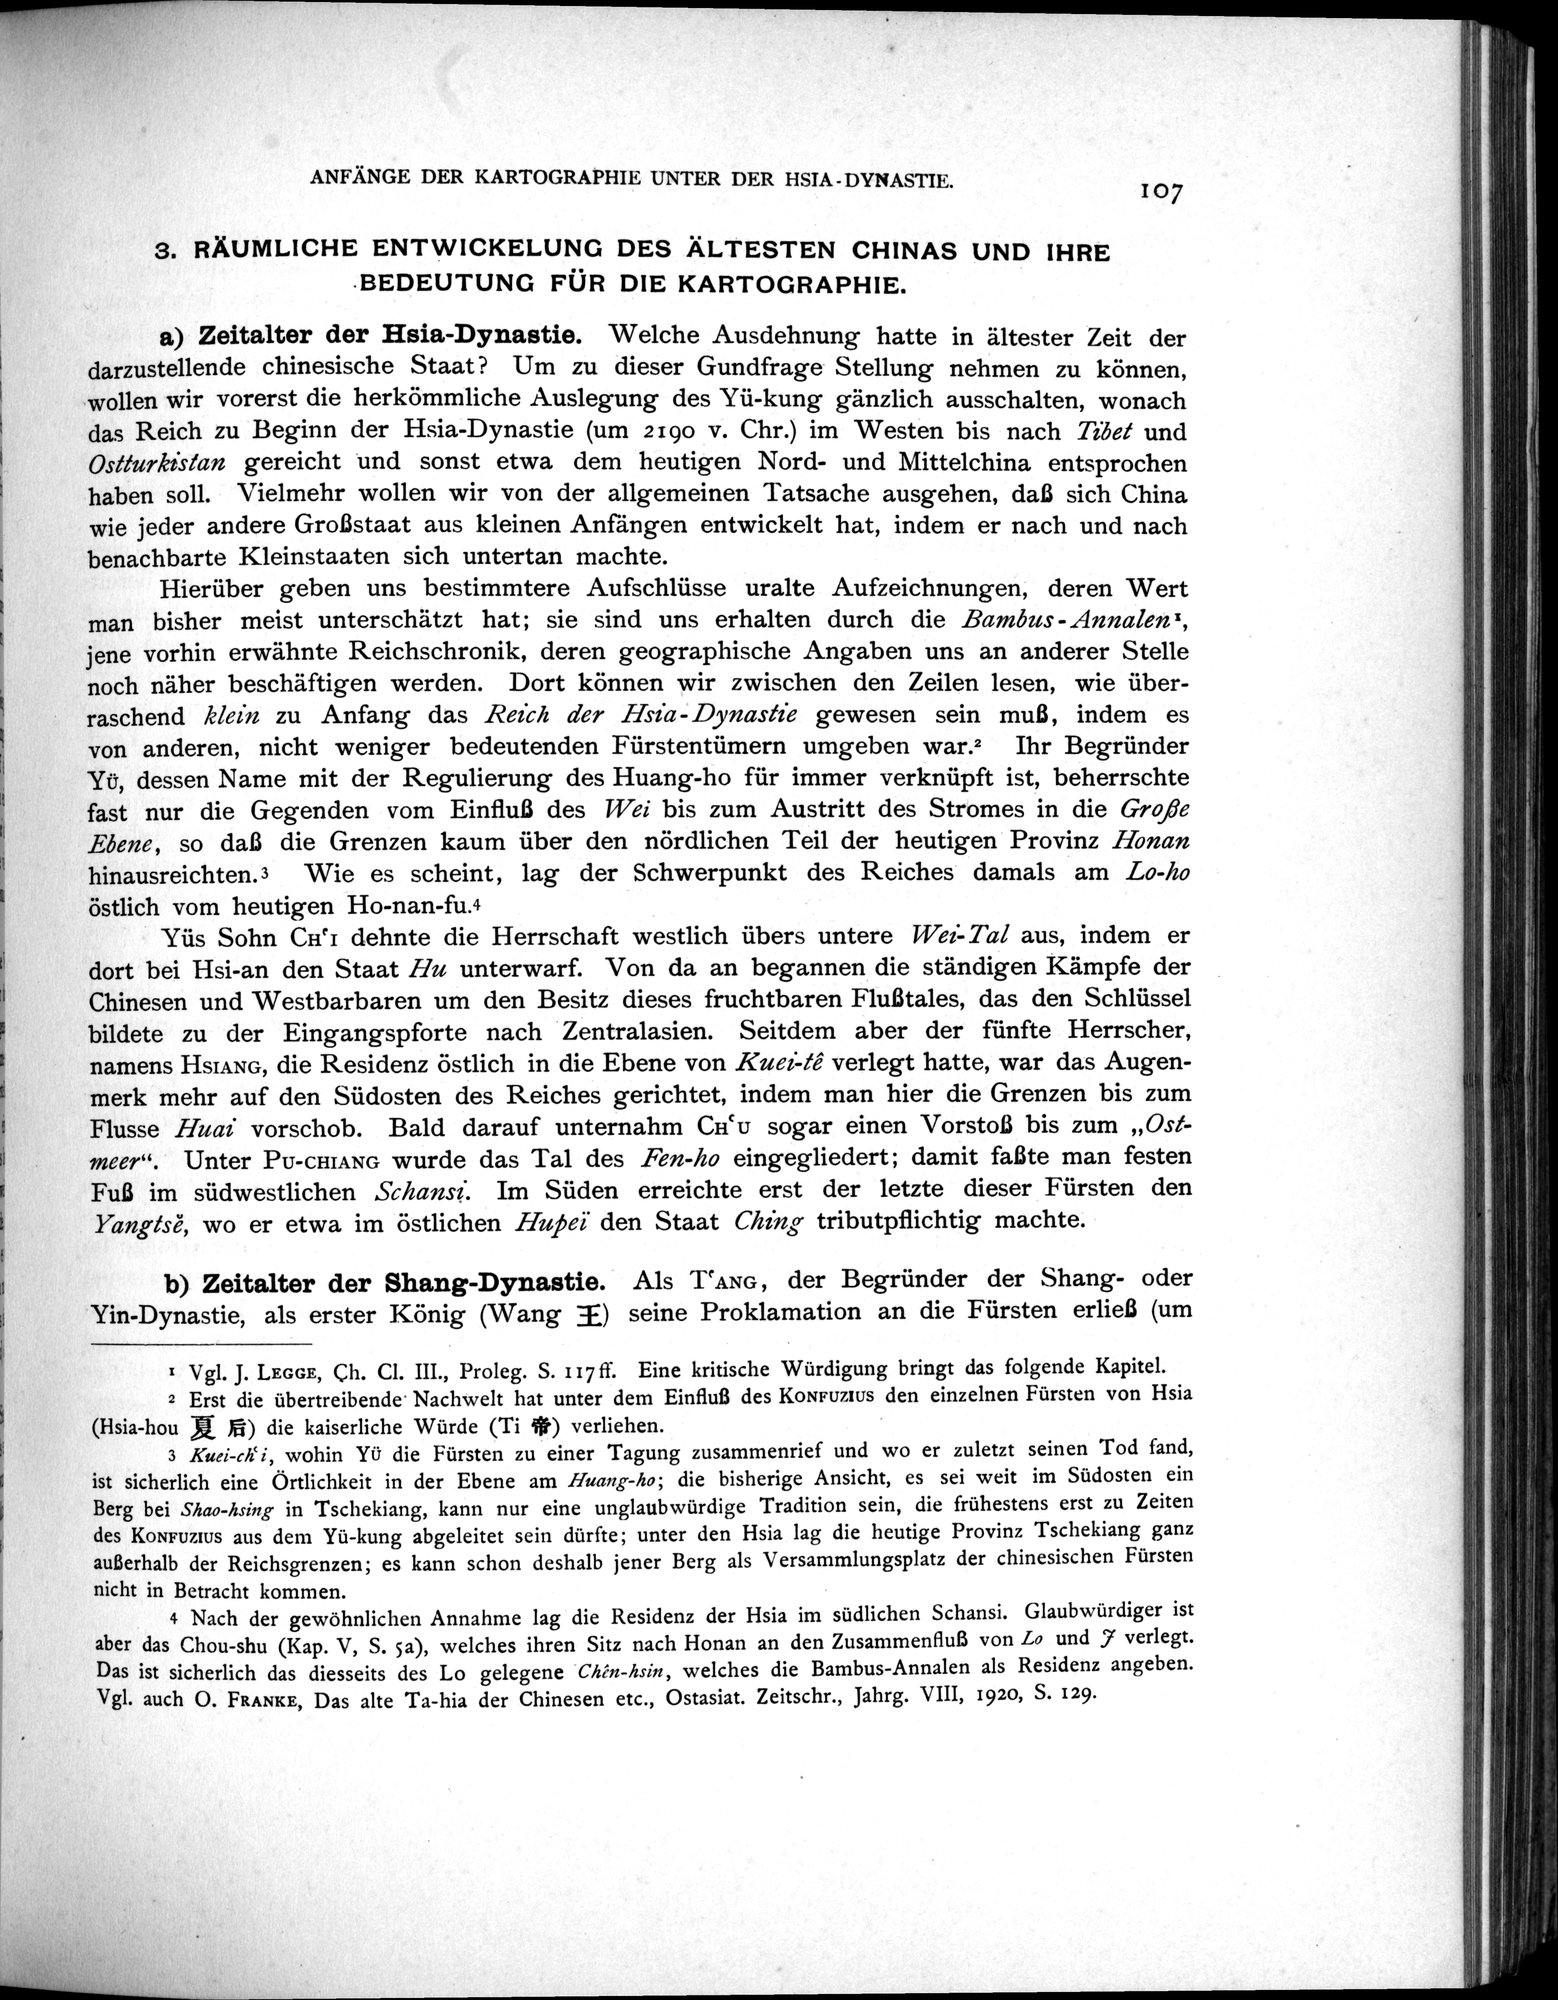 ANFÄNGE DER KARTOGRAPHIE UNTER DER HSIA-DYNASTIE.
107
3. RÄUMLICHE ENTWICKELUNG DES ÄLTESTEN CHINAS UND IHRE
BEDEUTUNG FÜR DIE KARTOGRAPHIE.
a) Zeitalter der Hsia-Dynastie. Welche Ausdehnung hatte in ältester Zeit der
darzustellende chinesische Staat? Um zu dieser Gundfrage Stellung nehmen zu können,
wollen wir vorerst die herkömmliche Auslegung des Yü-kung gänzlich ausschalten, wonach
das Reich zu Beginn der Hsia-Dynastie (um 2190 v. Chr.) im Westen bis nach Tibet und
Ostturkistan gereicht und sonst etwa dem heutigen Nord- und Mittelchina entsprochen
haben soll. Vielmehr wollen wir von der allgemeinen Tatsache ausgehen, daß sich China
wie jeder andere Großstaat aus kleinen Anfängen entwickelt hat, indem er nach und nach
benachbarte Kleinstaaten sich untertan machte.
Hierüber geben uns bestimmtere Aufschlüsse uralte Aufzeichnungen, deren Wert
man bisher meist unterschätzt hat; sie sind uns erhalten durch die Bambus-Annalen¹,
jene vorhin erwähnte Reichschronik, deren geographische Angaben uns an anderer Stelle
noch näher beschäftigen werden. Dort können wir zwischen den Zeilen lesen, wie über-
raschend klein zu Anfang das Reich der Hsia-Dynastie gewesen sein muß, indem es
von anderen, nicht weniger bedeutenden Fürstentümern umgeben war.² Ihr Begründer
Yü, dessen Name mit der Regulierung des Huang-ho für immer verknüpft ist, beherrschte
fast nur die Gegenden vom Einfluß des Wei bis zum Austritt des Stromes in die Große
Ebene, so daß die Grenzen kaum über den nördlichen Teil der heutigen Provinz Honan
hinausreichten.³ Wie es scheint, lag der Schwerpunkt des Reiches damals am Lo-ho
östlich vom heutigen Ho-nan-fu.⁴
Yüs Sohn Chʻi dehnte die Herrschaft westlich übers untere Wei-Tal aus, indem er
dort bei Hsi-an den Staat Hu unterwarf. Von da an begannen die ständigen Kämpfe der
Chinesen und Westbarbaren um den Besitz dieses fruchtbaren Flußtales, das den Schlüssel
bildete zu der Eingangspforte nach Zentralasien. Seitdem aber der fünfte Herrscher,
namens Hsiang, die Residenz östlich in die Ebene von Kuei-tê verlegt hatte, war das Augen-
merk mehr auf den Südosten des Reiches gerichtet, indem man hier die Grenzen bis zum
Flusse Huai vorschob. Bald darauf unternahm Chʻu sogar einen Vorstoß bis zum „Ost-
meer“. Unter Pu-chiang wurde das Tal des Fen-ho eingegliedert; damit faßte man festen
Fuß im südwestlichen Schansi. Im Süden erreichte erst der letzte dieser Fürsten den
Yangtsĕ, wo er etwa im östlichen Hupeï den Staat Ching tributpflichtig machte.
b) Zeitalter der Shang-Dynastie. Als Tʻang, der Begründer der Shang- oder
Yin-Dynastie, als erster König (Wang 王) seine Proklamation an die Fürsten erließ (um
1 Vgl. J. Legge, Ch. Cl. III., Proleg. S. 117ff. Eine kritische Würdigung bringt das folgende Kapitel.
2 Erst die übertreibende Nachwelt hat unter dem Einfluß des Konfuzius den einzelnen Fürsten von Hsia
(Hsia-hou 夏 后) die kaiserliche Würde (Ti 帝) verliehen.
3 Kuei-chʻi, wohin Yü die Fürsten zu einer Tagung zusammenrief und wo er zuletzt seinen Tod fand,
ist sicherlich eine Örtlichkeit in der Ebene am Huang-ho; die bisherige Ansicht, es sei weit im Südosten ein
Berg bei Shao-hsing in Tschekiang, kann nur eine unglaubwürdige Tradition sein, die frühestens erst zu Zeiten
des Konfuzius aus dem Yü-kung abgeleitet sein dürfte; unter den Hsia lag die heutige Provinz Tschekiang ganz
außerhalb der Reichsgrenzen; es kann schon deshalb jener Berg als Versammlungsplatz der chinesischen Fürsten
nicht in Betracht kommen.
4 Nach der gewöhnlichen Annahme lag die Residenz der Hsia im südlichen Schansi. Glaubwürdiger ist
aber das Chou-shu (Kap. V, S. 5a), welches ihren Sitz nach Honan an den Zusammenfluß von Lo und J verlegt.
Das ist sicherlich das diesseits des Lo gelegene Chên-hsin, welches die Bambus-Annalen als Residenz angeben.
Vgl. auch O. Franke, Das alte Ta-hia der Chinesen etc., Ostasiat. Zeitschr., Jahrg. VIII, 1920, S. 129.